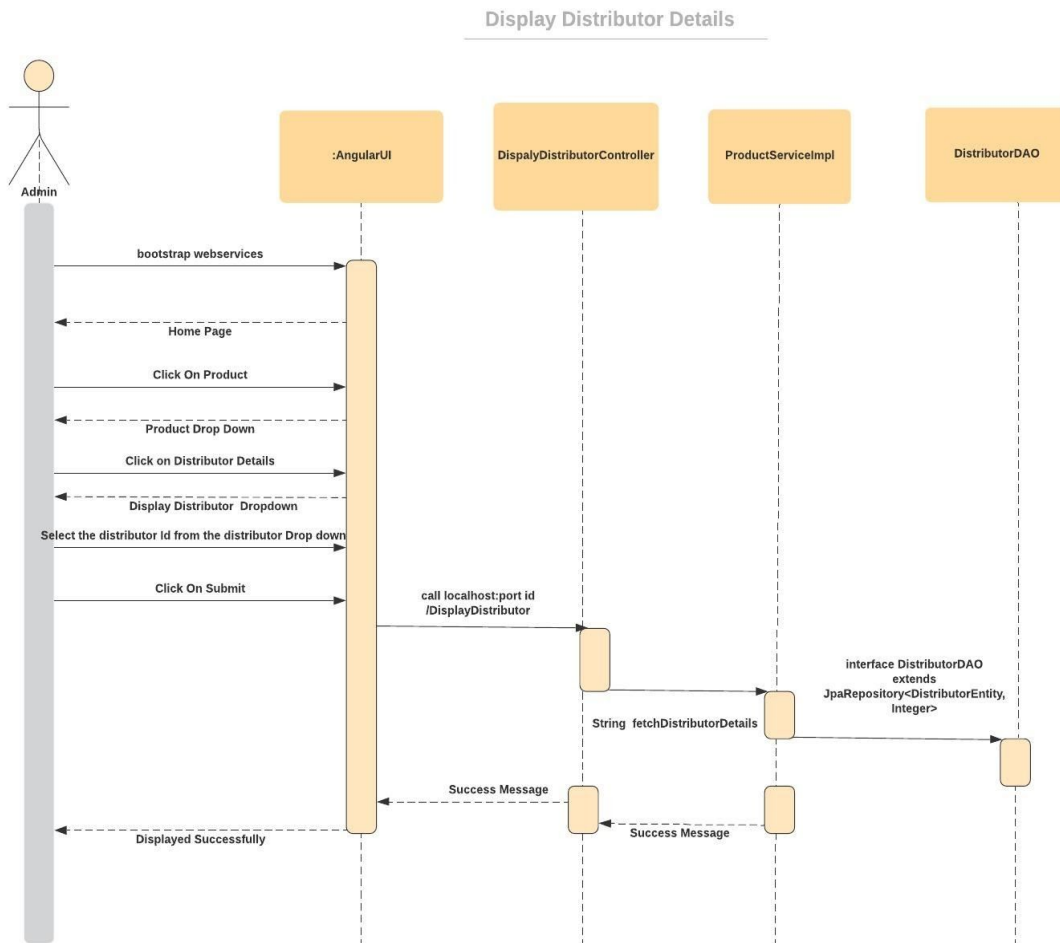 Display Distributor Details
Admin
:AngularUI
DispalyDistributorController
ProductServiceImpl
DistributorDAO
bootstrap webservices
Home Page
Click On Product
Product Drop Down
Click on Distributor Details
Display Distributor  Dropdown
Select the distributor Id from the distributor Drop down
Click On Submit
call localhost:port id
/DisplayDistributor
interface DistributorDAO
extends
JpaRepository<DistributorEntity,
Integer>
String  fetchDistributorDetails
Success Message
Success Message
Displayed Successfully